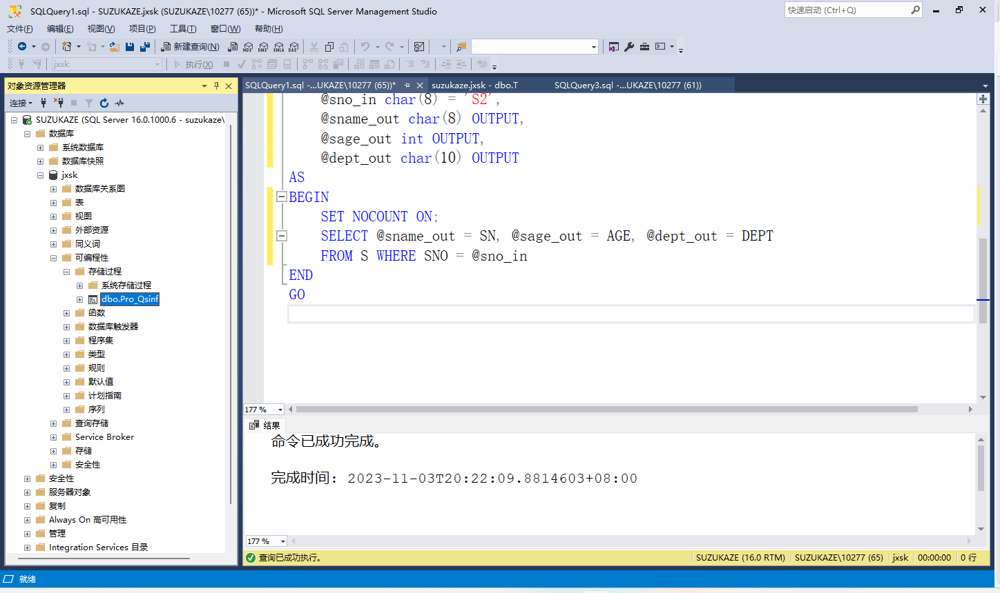 SQLQuery1.sql - SUZUKAZE.jxsk (SUZUKAZE\10277 (65))* - Microsoft SQL Server Management Studio
快速启动 (Ctrl+Q)
文件(F) 编辑(E) 视图(V) 项目(P) 工具(T) 窗口(W) 帮助(H)
新建查询(N) MDX DMX XMLA DAX
jxsk 执行(X)
对象资源管理器
连接
SUZUKAZE (SQL Server 16.0.1000.6 - suzukaze\
数据库
系统数据库
数据库快照
jxsk
数据库关系图
表
视图
外部资源
同义词
可编程性
存储过程
系统存储过程
dbo.Pro_Qsinf
函数
数据库触发器
程序集
类型
规则
默认值
计划指南
序列
查询存储
Service Broker
存储
安全性
安全性
服务器对象
复制
Always On 高可用性
管理
Integration Services 目录
SQLQuery1.sql -...UKAZE\10277 (65))* suzukaze.jxsk - dbo.T SQLQuery3.sql -...UKAZE\10277 (61))
@sno_in char(8) = 'S2',
@sname_out char(8) OUTPUT,
@sage_out int OUTPUT,
@dept_out char(10) OUTPUT
AS
BEGIN
SET NOCOUNT ON;
SELECT @sname_out = SN, @sage_out = AGE, @dept_out = DEPT
FROM S WHERE SNO = @sno_in
END
GO
177 %
结果
命令已成功完成。
完成时间: 2023-11-03T20:22:09.8814603+08:00
177 %
查询已成功执行。 SUZUKAZE (16.0 RTM) SUZUKAZE\10277 (65) jxsk 00:00:00 0 行
就绪